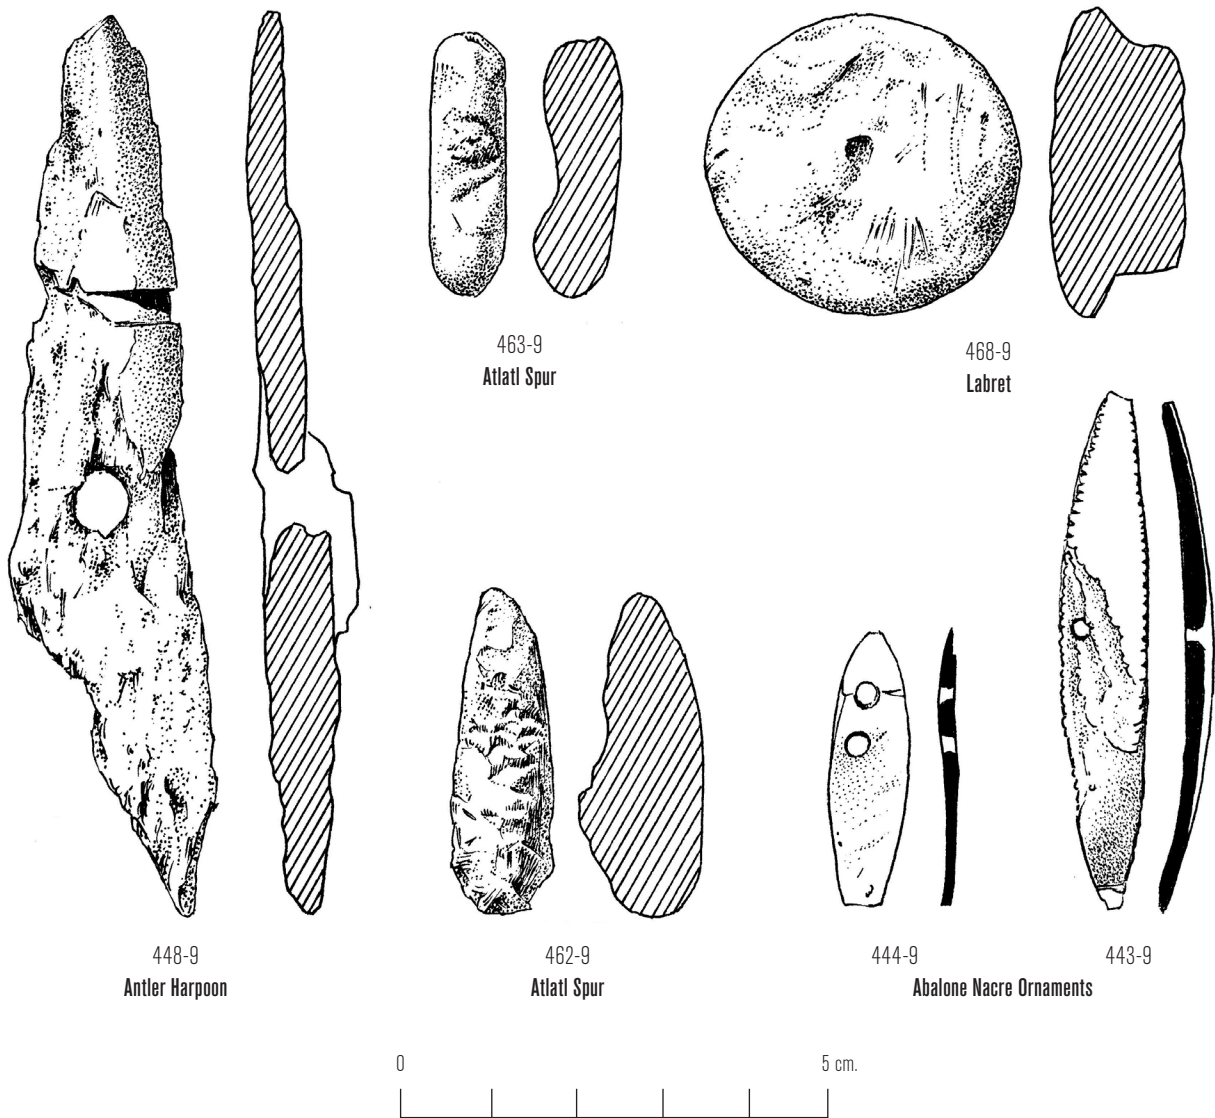 463-9
Atlatl Spur
468-9
Labret
448-9
Antler Harpoon
462-9
Atlatl Spur
444-9
443-9
Abalone Nacre Ornaments
0
5 cm.